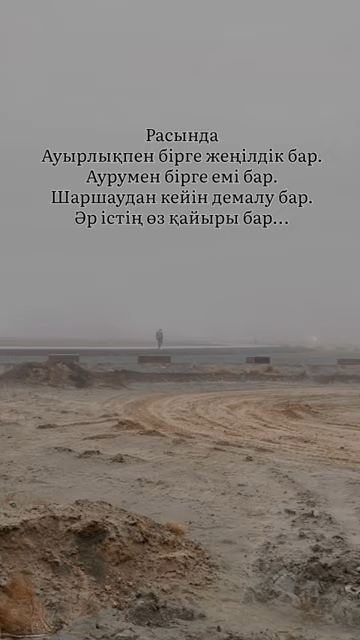 Расында
Ауырлықпен бірге жеңілдік бар.
Аурумен бірге емі бар.
Шаршаудан кейін демалу бар.
Әр істің өз қайыры бар...